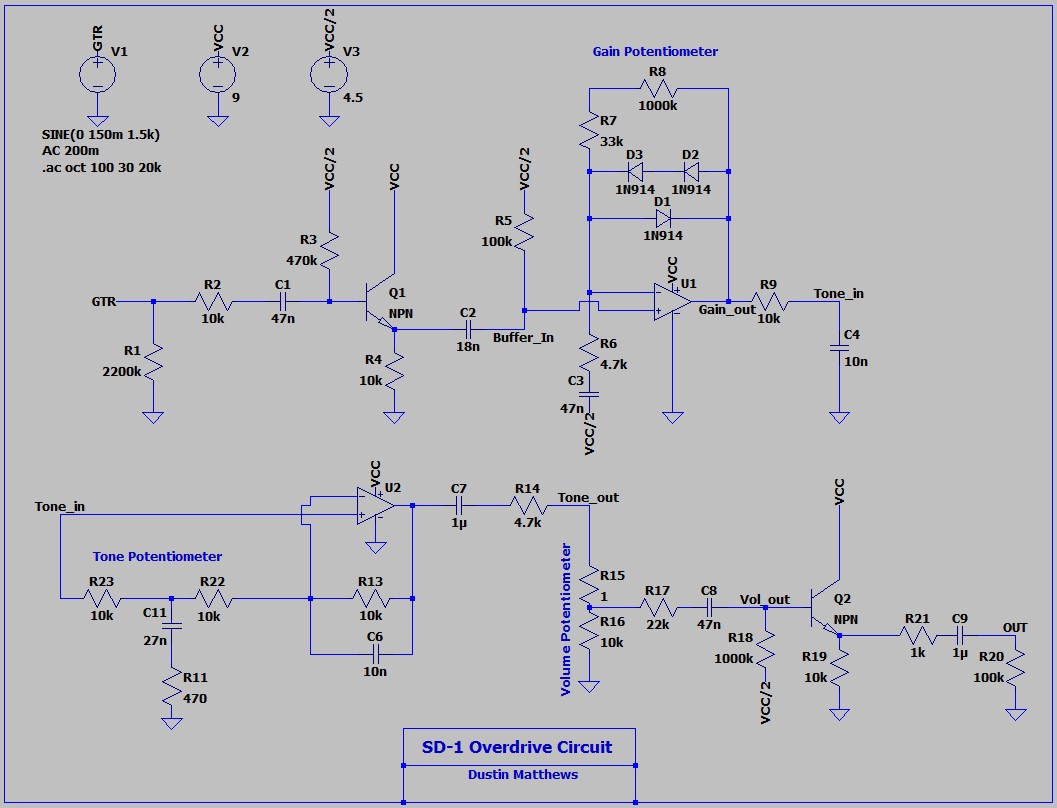 GTR
V1
SINE(0 150m 1.5k)
AC 200m
.ac oct 100 30 20k
VCC
V2
9
VCC/2
V3
4.5
Gain Potentiometer
R8
1000k
R7
33k
D3
1N914
D2
1N914
D1
1N914
VCC/2
R3
470k
VCC
VCC/2
R5
100k
GTR
R2
10k
C1
47n
Q1
NPN
R1
2200k
R4
10k
C2
18n
Buffer_In
VCC
U1
Gain_out
R9
10k
Tone_in
C4
10n
R6
4.7k
C3
47n
VCC/2
Tone_in
VCC
U2
C7
1µ
R14
4.7k
Tone_out
Tone Potentiometer
R23
10k
R22
10k
C11
27n
R11
470
R13
10k
C6
10n
Volume Potentiometer
R15
1
R16
10k
R17
22k
C8
47n
Vol_out
R18
1000k
VCC/2
VCC
Q2
NPN
R19
10k
R21
1k
C9
1µ
OUT
R20
100k
SD-1 Overdrive Circuit
Dustin Matthews